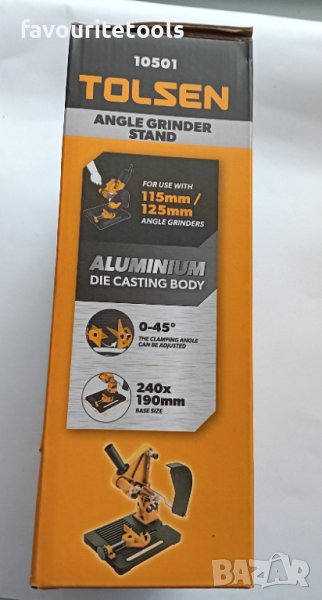 favouritetools
10501
TOLSEN
ANGLE GRINDER
STAND
FOR USE WITH
115mm /
125mm
ANGLE GRINDERS
ALUMINIUM
DIE CASTING BODY
0-45°
THE CLAMPING ANGLE
CAN BE ADJUSTED
240x
190mm
BASE SIZE
BAZAR